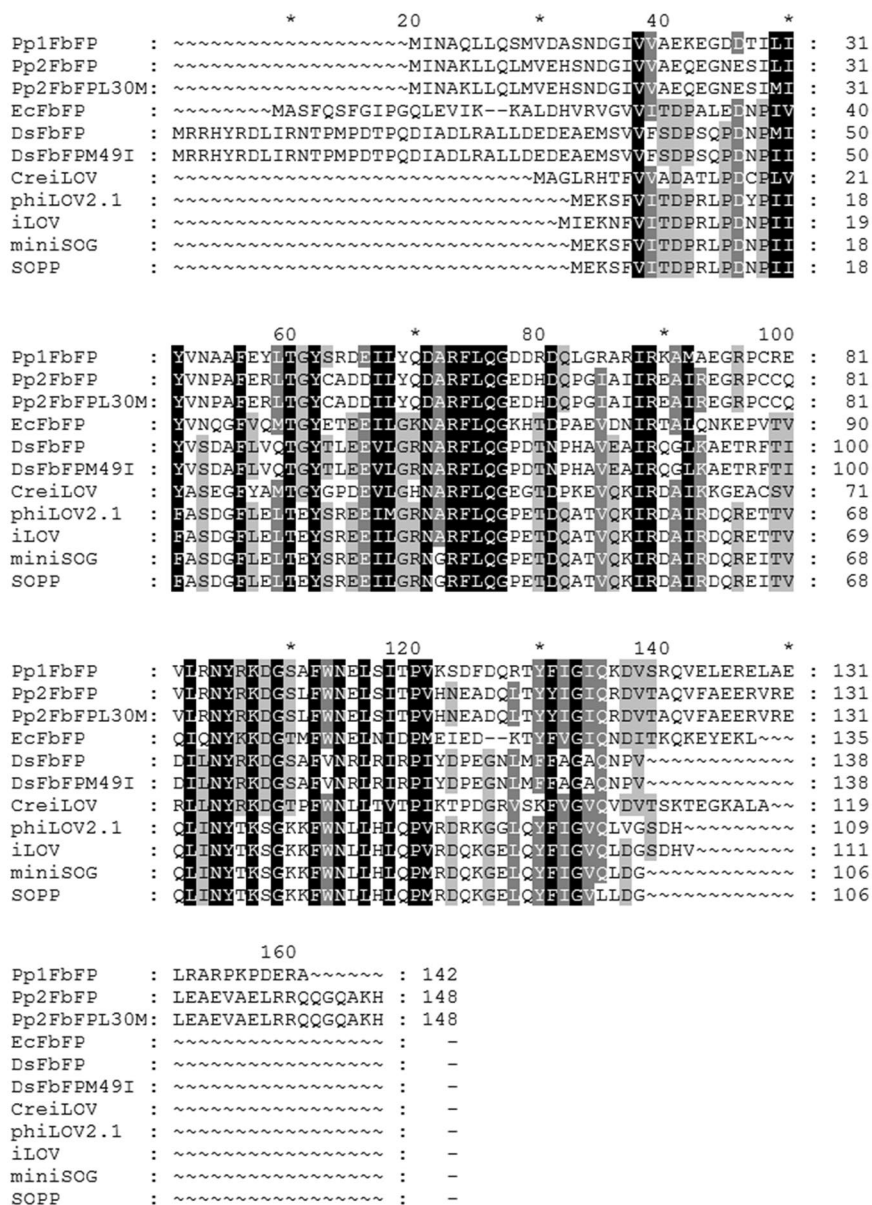 * 20 * 40 *
Pp1FbFP : ~~~~~~~~~~~~~~~~~~~MINAQLLQSMVDASNDGIVVAEKEGDDTILI : 31
Pp2FbFP : ~~~~~~~~~~~~~~~~~~~MINAKLLQLMVEHSNDGIVVAEQEGNESILI : 31
Pp2FbFPL30M: ~~~~~~~~~~~~~~~~~~~MINAKLLQLMVEHSNDGIVVAEQEGNESIMI : 31
EcFbFP : ~~~~~~~~MASFQSFGIPGQLEVIK--KALDHVRVGVVITDPALEDNPIV : 40
DsFbFP : MRRHYRDLIRNTPMPDTPQDIADLRALLDEDEAEMSVVFSDPSQPDNPMI : 50
DsFbFPM49I : MRRHYRDLIRNTPMPDTPQDIADLRALLDEDEAEMSVVFSDPSQPDNPII : 50
CreiLOV : ~~~~~~~~~~~~~~~~~~~~~~~~~~~~~MAGLRHTFVVADATLPDCPLV : 21
phiLOV2.1 : ~~~~~~~~~~~~~~~~~~~~~~~~~~~~~~~~MEKSFVITDPRLPDYPII : 18
iLOV : ~~~~~~~~~~~~~~~~~~~~~~~~~~~~~~~MIEKNFVITDPRLPDNPII : 19
miniSOG : ~~~~~~~~~~~~~~~~~~~~~~~~~~~~~~~~MEKSFVITDPRLPDNPII : 18
SOPP : ~~~~~~~~~~~~~~~~~~~~~~~~~~~~~~~~MEKSFVITDPRLPDNPII : 18
60 * 80 * 100
Pp1FbFP : YVNAAFEYLTGYSRDEILYQDARFLQGDDRDQLGRARIRKAMAEGRPCRE : 81
Pp2FbFP : YVNPAFERLTGYCADDILYQDARFLQGEDHDQPGIAIIREAIREGRPCCQ : 81
Pp2FbFPL30M: YVNPAFERLTGYCADDILYQDARFLQGEDHDQPGIAIIREAIREGRPCCQ : 81
EcFbFP : YVNQGFVQMTGYETEEILGKNARFLQGKHTDPAEVDNIRTALQNKEPVTV : 90
DsFbFP : YVSDAFLVQTGYTLEEVLGRNARFLQGPDTNPHAVEAIRQGLKAETRFTI : 100
DsFbFPM49I : YVSDAFLVQTGYTLEEVLGRNARFLQGPDTNPHAVEAIRQGLKAETRFTI : 100
CreiLOV : YASEGFYAMTGYGPDEVLGHNARFLQGEGTDPKEVQKIRDAIKKGEACSV : 71
phiLOV2.1 : FASDGFLELTEYSREEIMGRNARFLQGPETDQATVQKIRDAIRDQRETTV : 68
iLOV : FASDGFLELTEYSREEILGRNARFLQGPETDQATVQKIRDAIRDQRETTV : 69
miniSOG : FASDGFLELTEYSREEILGRNGRFLQGPETDQATVQKIRDAIRDQREITV : 68
SOPP : FASDGFLELTEYSREEILGRNGRFLQGPETDQATVQKIRDAIRDQREITV : 68
* 120 * 140 *
Pp1FbFP : VLRNYRKDGSAFWNELSITPVKSDFDQRTYFIGIQKDVSRQVELERELAE : 131
Pp2FbFP : VLRNYRKDGSLFWNELSITPVHNEADQLTYYIGIQRDVTAQVFAEERVRE : 131
Pp2FbFPL30M: VLRNYRKDGSLFWNELSITPVHNEADQLTYYIGIQRDVTAQVFAEERVRE : 131
EcFbFP : QIQNYRKDGTMFWNELNIDPMEIED--KTYFVGIQNDITKQKEYEKL~~~ : 135
DsFbFP : DILNYRKDGSAFVNRLRIRPIYDPEGNLMFFAGAQNPV~~~~~~~~~~~~ : 138
DsFbFPM49I : DILNYRKDGSAFVNRLRIRPIYDPEGNLMFFAGAQNPV~~~~~~~~~~~~ : 138
CreiLOV : RLLNYRKDGTPFWNLLTVTPIKTPDGRVSKFVGVQVDVTSKTEGKALA~~ : 119
phiLOV2.1 : QLINYTKSGKKFWNLLHLQPVRDRKGGLQYFIGVQLVGSDH~~~~~~~~~ : 109
iLOV : QLINYTKSGKKFWNLLHLQPVRDQKGELQYFIGVQLDGSDHV~~~~~~~~ : 111
miniSOG : QLINYTKSGKKFWNLLHLQPMRDQKGELQYFIGVQLDG~~~~~~~~~~~~ : 106
SOPP : QLINYTKSGKKFWNLLHLQPMRDQKGELQYFIGVLLDG~~~~~~~~~~~~ : 106
160
Pp1FbFP : LRARPKPDERA~~~~~~ : 142
Pp2FbFP : LEAEVAELRRQQGQAKH : 148
Pp2FbFPL30M: LEAEVAELRRQQGQAKH : 148
EcFbFP : ~~~~~~~~~~~~~~~~~ : -
DsFbFP : ~~~~~~~~~~~~~~~~~ : -
DsFbFPM49I : ~~~~~~~~~~~~~~~~~ : -
CreiLOV : ~~~~~~~~~~~~~~~~~ : -
phiLOV2.1 : ~~~~~~~~~~~~~~~~~ : -
iLOV : ~~~~~~~~~~~~~~~~~ : -
miniSOG : ~~~~~~~~~~~~~~~~~ : -
SOPP : ~~~~~~~~~~~~~~~~~ : -